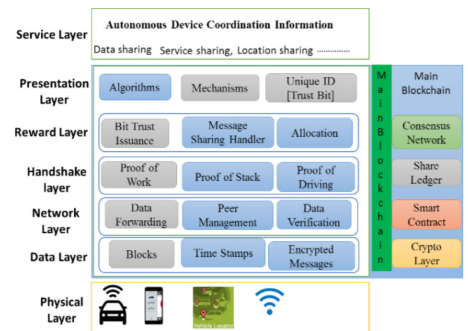 Service Layer
Autonomous Device Coordination Information
Data sharing Service sharing, Location sharing ...............
Presentation
Layer
Algorithms
Mechanisms
Unique ID
[Trust Bit]
Reward Layer
Bit Trust
Issuance
Message
Sharing Handler
Allocation
Handshake
layer
Proof of
Work
Proof of Stack
Proof of
Driving
Network
Layer
Data
Forwarding
Peer
Management
Data
Verification
Data Layer
Blocks
Time Stamps
Encrypted
Messages
Physical
Layer
M
a
i
n
B
l
o
c
k
c
h
a
i
n
Main
Blockchain
Consensus
Network
Share
Ledger
Smart
Contract
Crypto
Layer